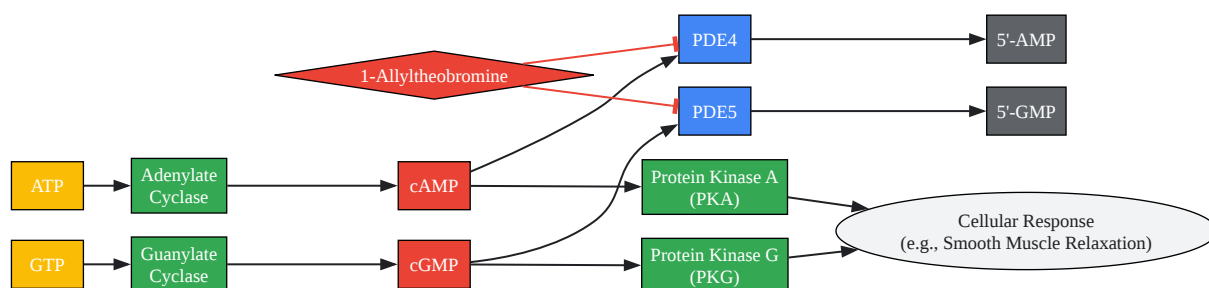 PDE4
5'-AMP
1-Allyltheobromine
PDE5
5'-GMP
ATP
Adenylate
Cyclase
cAMP
Protein Kinase A
(PKA)
Cellular Response
(e.g., Smooth Muscle Relaxation)
GTP
Guanylate
Cyclase
cGMP
Protein Kinase G
(PKG)